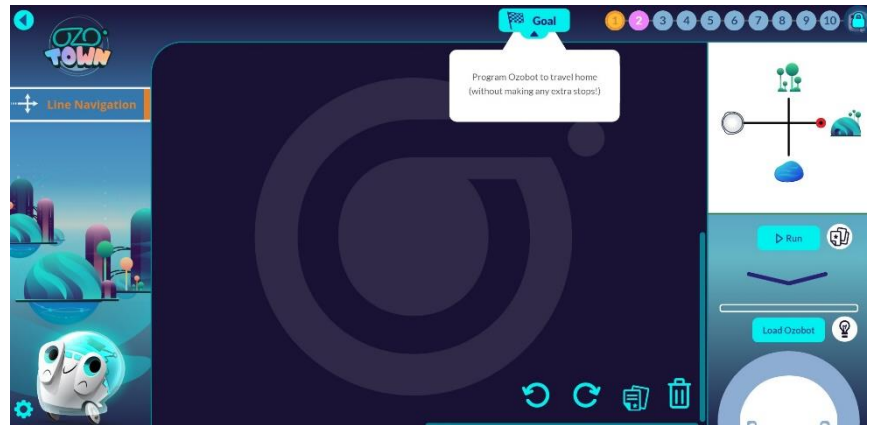 OZO
TOWN
Goal
1 2 3 4 5 6 7 8 9 10
Program Ozobot to travel home
(without making any extra stops!)
Line Navigation
Run
Load Ozobot